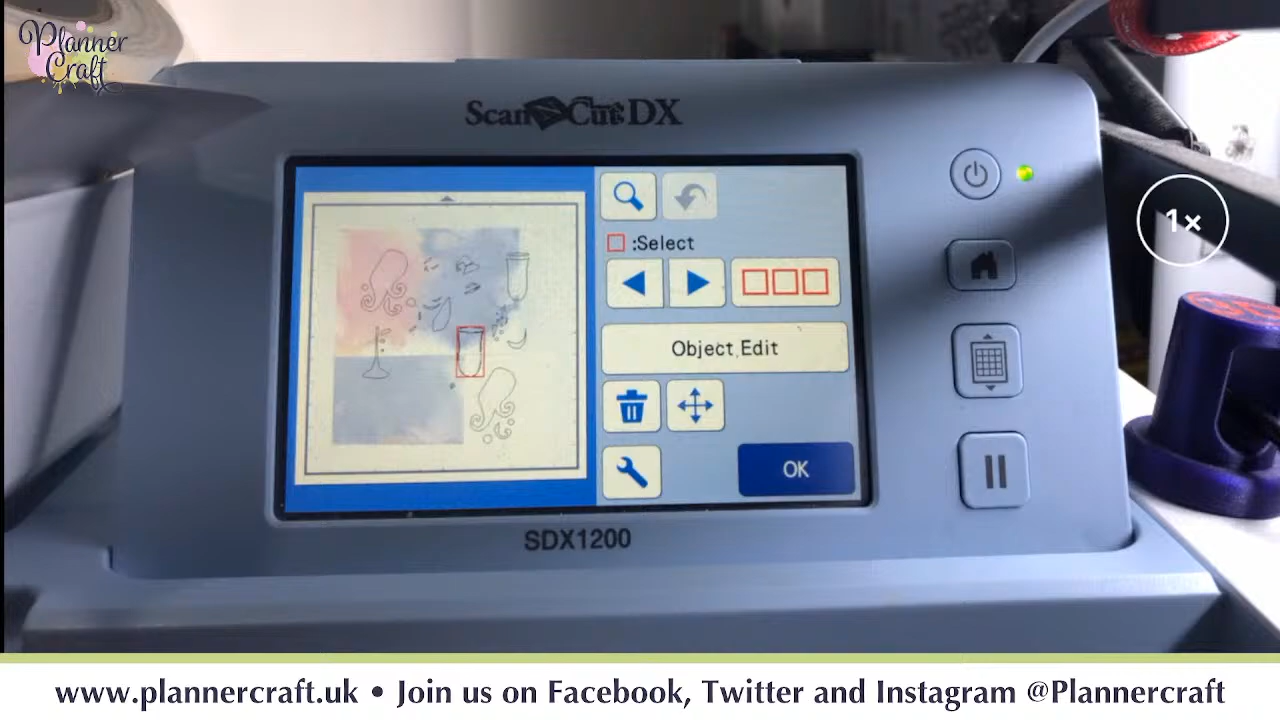 Planner
Craft
ScanNCut DX
:Select
1×
Object Edit
OK
SDX1200
www.plannercraft.uk • Join us on Facebook, Twitter and Instagram @Plannercraft